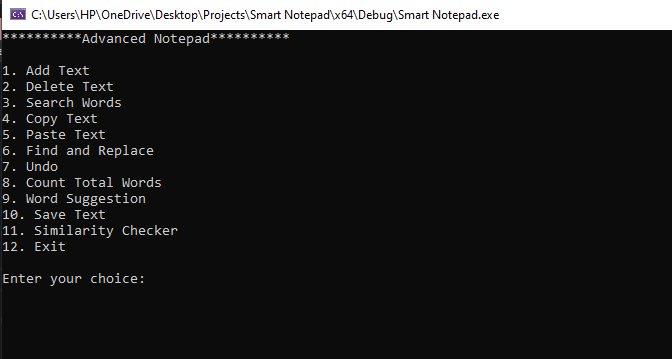 C:\Users\HP\OneDrive\Desktop\Projects\Smart Notepad\x64\Debug\Smart Notepad.exe
**********Advanced Notepad**********
1. Add Text
2. Delete Text
3. Search Words
4. Copy Text
5. Paste Text
6. Find and Replace
7. Undo
8. Count Total Words
9. Word Suggestion
10. Save Text
11. Similarity Checker
12. Exit
Enter your choice: